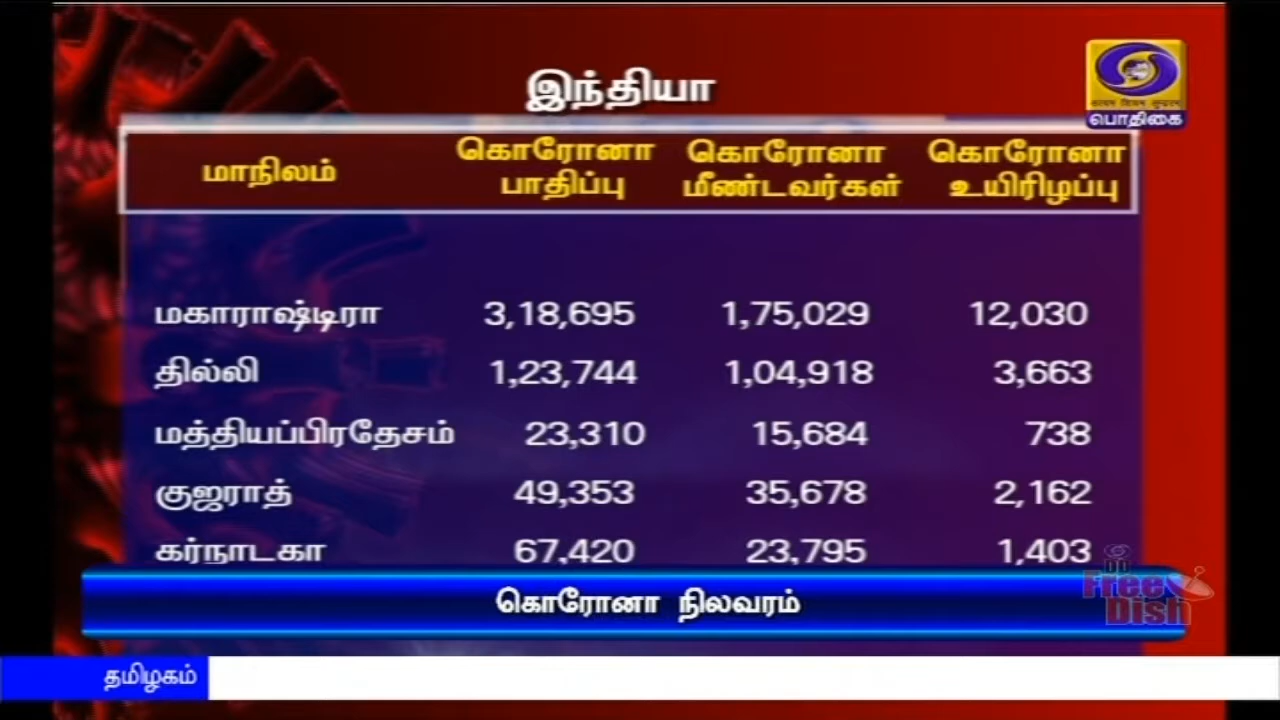 இந்தியா
பொதிகை
மாநிலம் கொரோனா பாதிப்பு கொரோனா மீண்டவர்கள் கொரோனா உயிரிழப்பு
மகாராஷ்டிரா 3,18,695 1,75,029 12,030
தில்லி 1,23,744 1,04,918 3,663
மத்தியப்பிரதேசம் 23,310 15,684 738
குஜராத் 49,353 35,678 2,162
கர்நாடகா 67,420 23,795 1,403
கொரோனா நிலவரம்
DD Free Dish
தமிழகம்